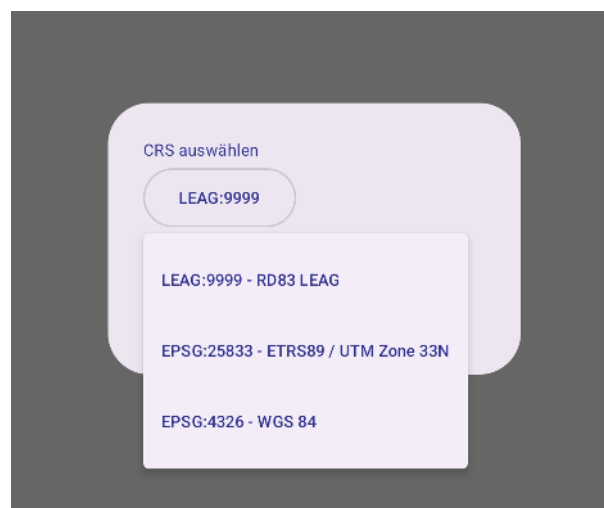 CRS auswählen
LEAG:9999
LEAG:9999 - RD83 LEAG
EPSG:25833 - ETRS89 / UTM Zone 33N
EPSG:4326 - WGS 84